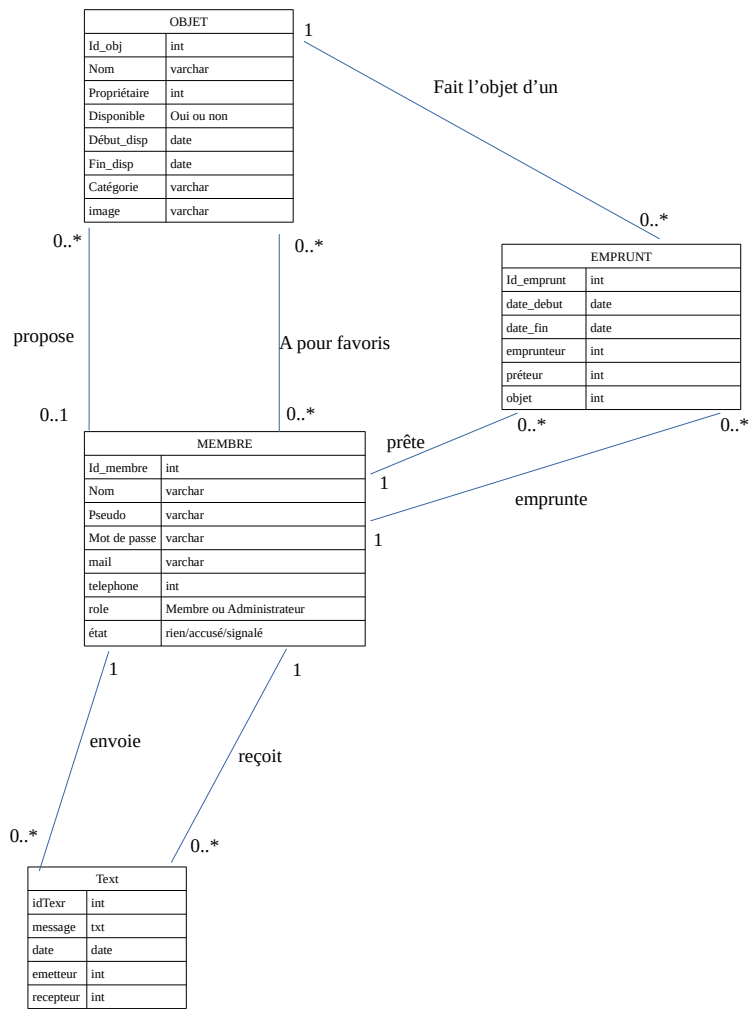 OBJET
Id_obj int
Nom varchar
Propriétaire int
Disponible Oui ou non
Début_disp date
Fin_disp date
Catégorie varchar
image varchar
1
Fait l’objet d’un
0..*
EMPRUNT
Id_emprunt int
date_debut date
date_fin date
emprunteur int
préteur int
objet int
0..*
0..*
propose
A pour favoris
0..1
0..*
0..*
0..*
prête
1
emprunte
1
MEMBRE
Id_membre int
Nom varchar
Pseudo varchar
Mot de passe varchar
mail varchar
telephone int
role Membre ou Administrateur
état rien/accusé/signalé
1
1
envoie
reçoit
0..*
0..*
Text
idTexr int
message txt
date date
emetteur int
recepteur int